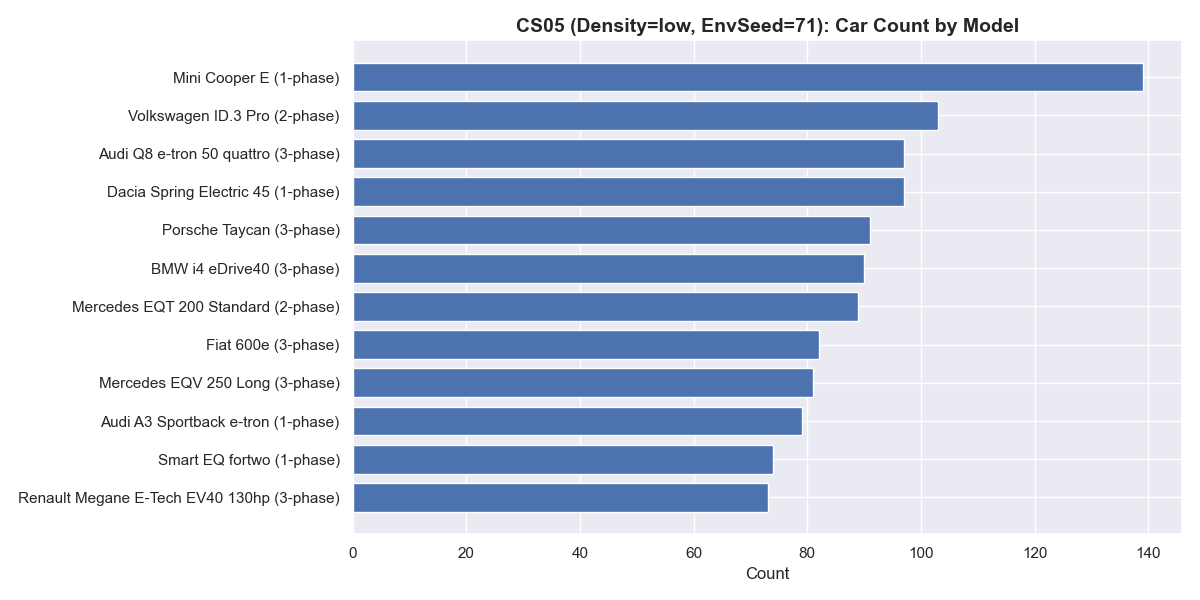 CS05 (Density=low, EnvSeed=71): Car Count by Model
Mini Cooper E (1-phase)
Volkswagen ID.3 Pro (2-phase)
Audi Q8 e-tron 50 quattro (3-phase)
Dacia Spring Electric 45 (1-phase)
Porsche Taycan (3-phase)
BMW i4 eDrive40 (3-phase)
Mercedes EQT 200 Standard (2-phase)
Fiat 600e (3-phase)
Mercedes EQV 250 Long (3-phase)
Audi A3 Sportback e-tron (1-phase)
Smart EQ fortwo (1-phase)
Renault Megane E-Tech EV40 130hp (3-phase)
0 20 40 60 80 100 120 140
Count